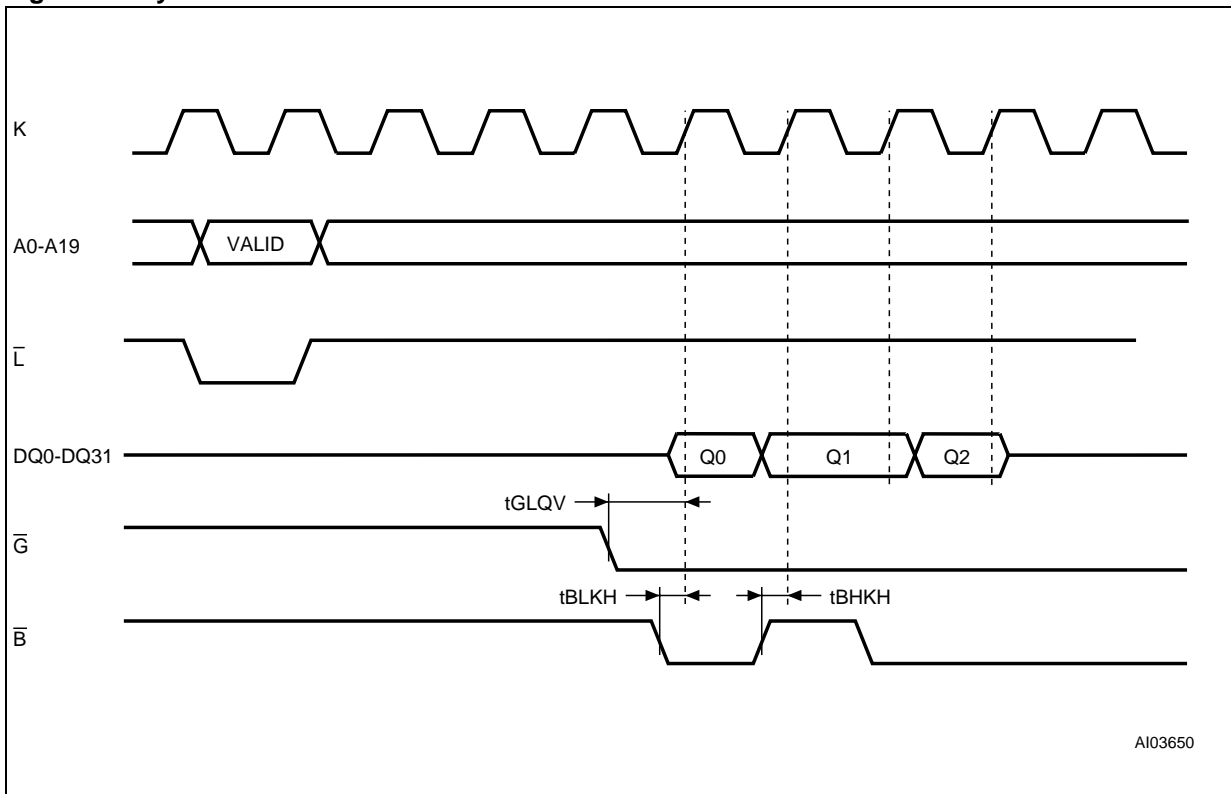 K
A0-A19
VALID
L̅
DQ0-DQ31
Q0
Q1
Q2
tGLQV
G̅
tBLKH
tBHKH
B̅
AI03650